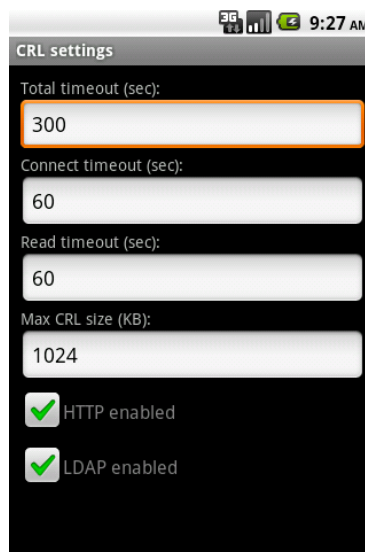 3G 9:27 AM
CRL settings
Total timeout (sec):
300
Connect timeout (sec):
60
Read timeout (sec):
60
Max CRL size (KB):
1024
HTTP enabled
LDAP enabled